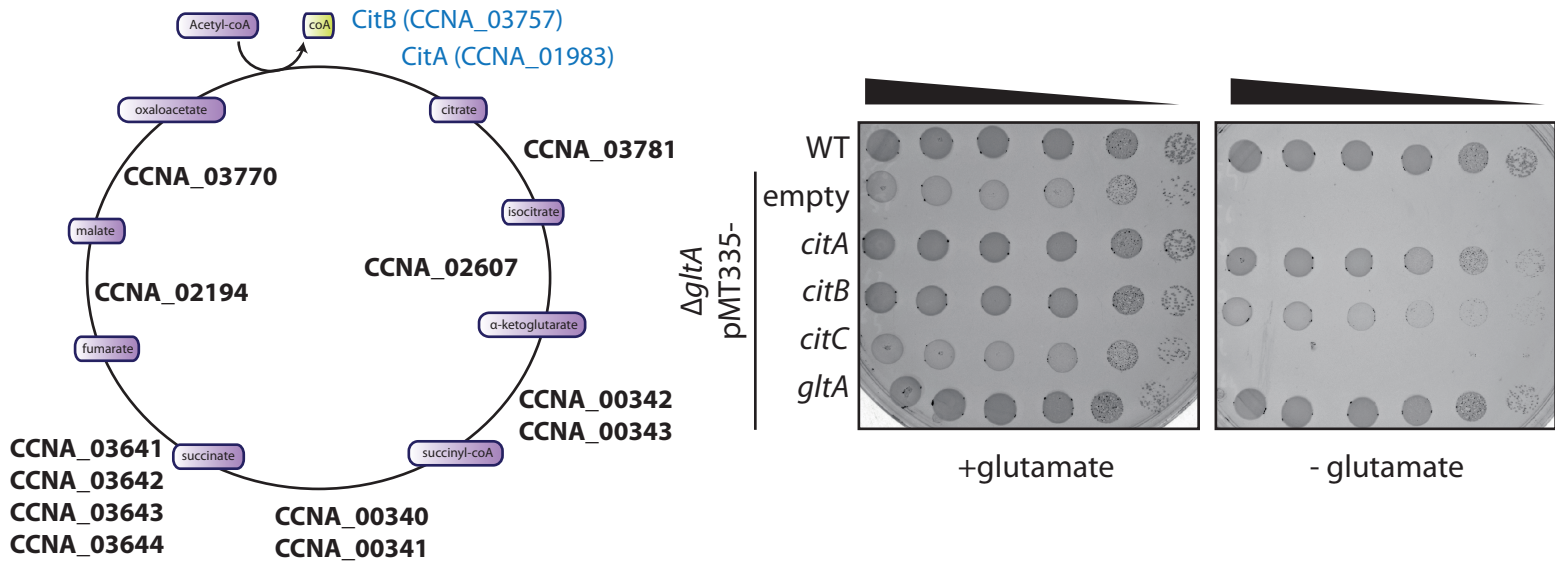 Acetyl-coA
coA
CitB (CCNA_03757)
CitA (CCNA_01983)
oxaloacetate
citrate
CCNA_03781
CCNA_03770
isocitrate
malate
CCNA_02607
CCNA_02194
α-ketoglutarate
fumarate
CCNA_00342
CCNA_00343
succinyl-coA
succinate
CCNA_03641
CCNA_03642
CCNA_03643
CCNA_03644
CCNA_00340
CCNA_00341
WT
empty
citA
citB
citC
gltA
ΔgltA
pMT335-
+glutamate
- glutamate